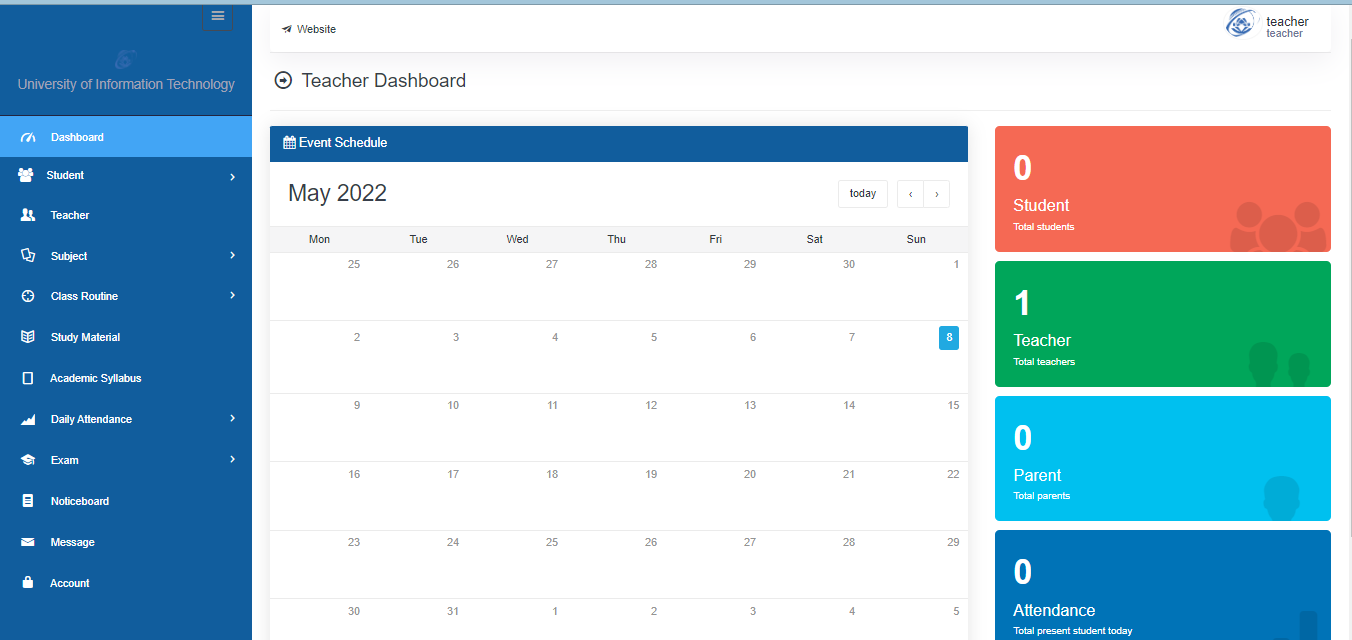 Website
teacher
teacher
University of Information Technology
Dashboard
Student
Teacher
Subject
Class Routine
Study Material
Academic Syllabus
Daily Attendance
Exam
Noticeboard
Message
Account
Teacher Dashboard
Event Schedule
May 2022
today
‹ ›
Mon Tue Wed Thu Fri Sat Sun
25 26 27 28 29 30 1
2 3 4 5 6 7 8
9 10 11 12 13 14 15
16 17 18 19 20 21 22
23 24 25 26 27 28 29
30 31 1 2 3 4 5
0
Student
Total students
1
Teacher
Total teachers
0
Parent
Total parents
0
Attendance
Total present student today